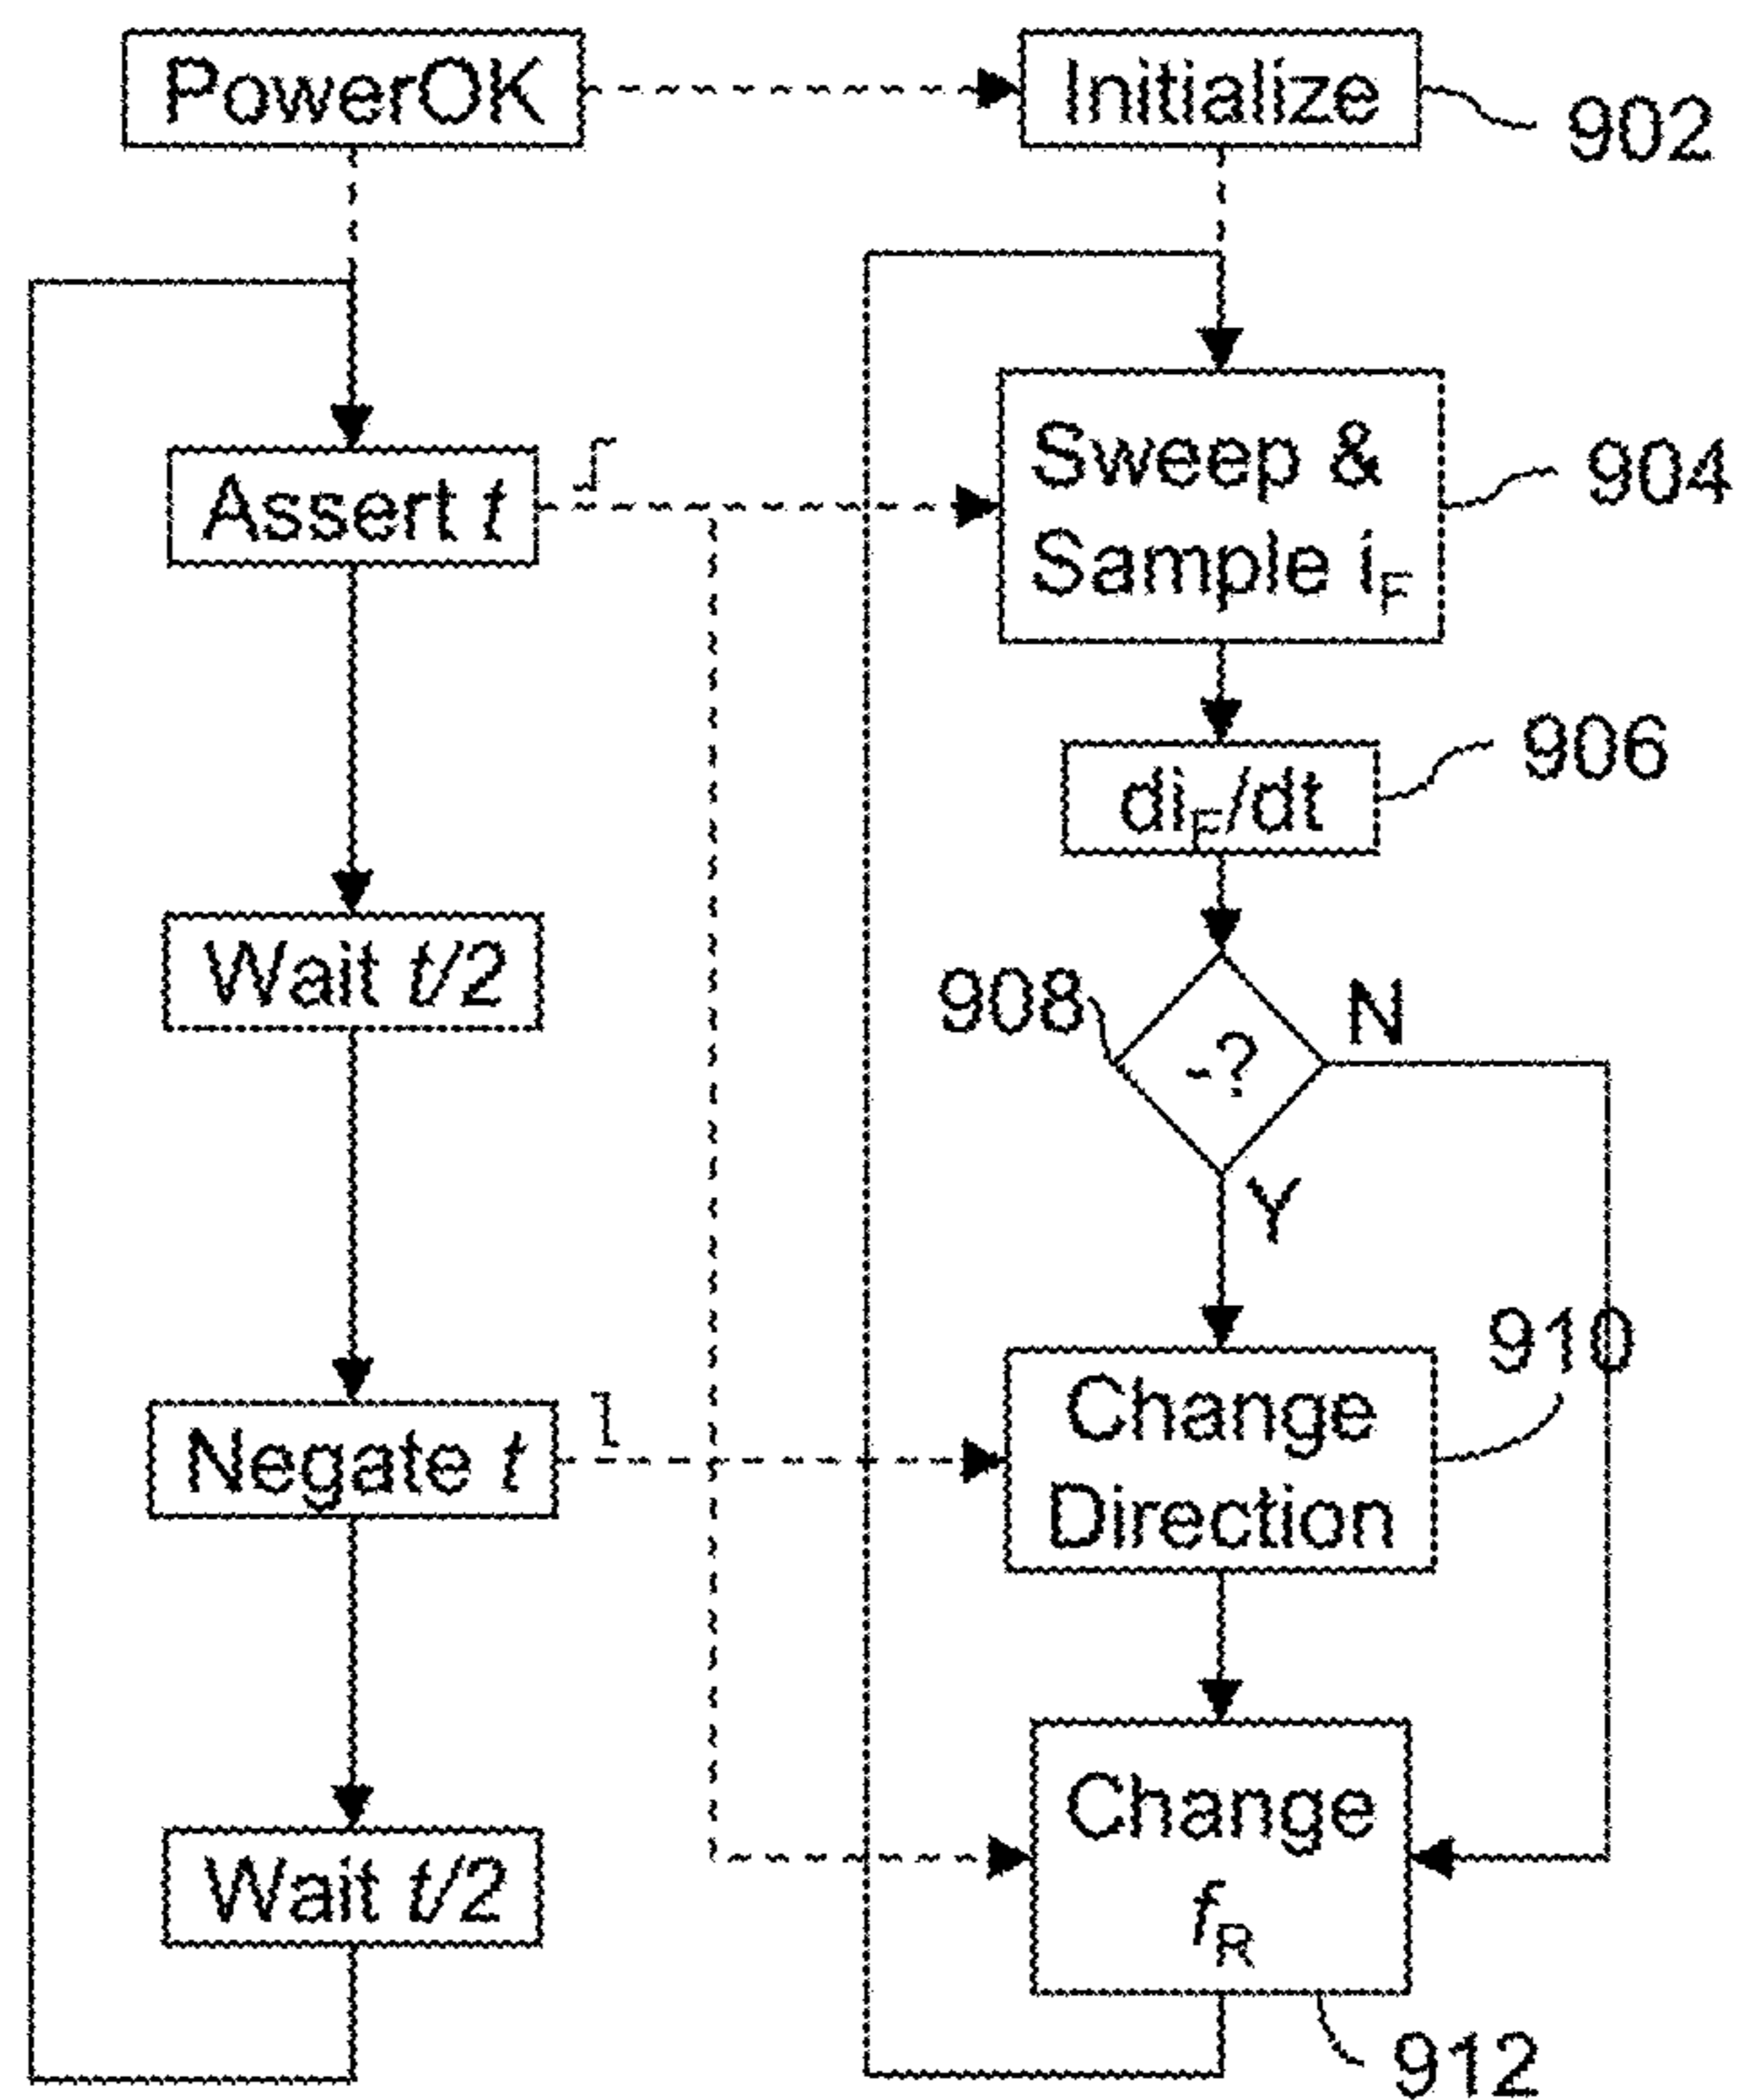 PowerOK
Initialize
902
Assert t
Sweep &
Sample iF
904
diF/dt
906
Wait t/2
908
-?
N
Y
Negate t
Change
Direction
910
Wait t/2
Change
fR
912